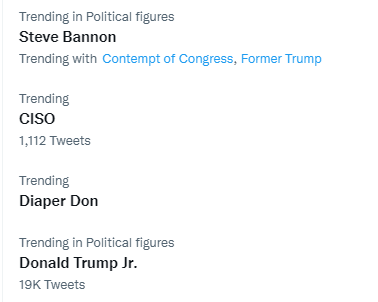 Trending in Political figures
Steve Bannon
Trending with Contempt of Congress, Former Trump
Trending
CISO
1,112 Tweets
Trending
Diaper Don
Trending in Political figures
Donald Trump Jr.
19K Tweets